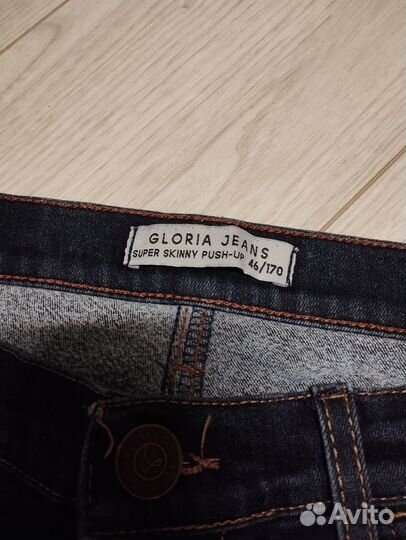 GLORIA JEANS
SUPER SKINNY PUSH-UP 46/170
Avito